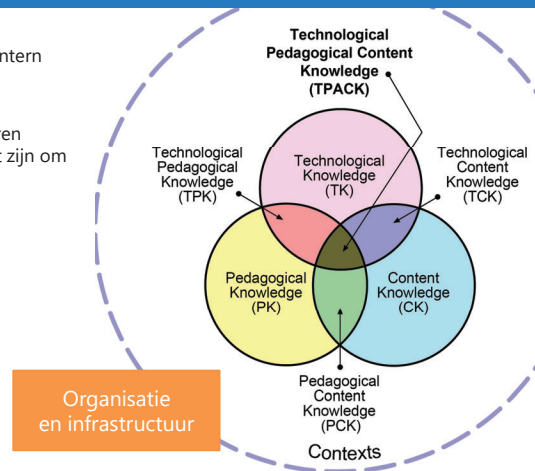 ntern
ren
t zijn om
Technological
Pedagogical Content
Knowledge
(TPACK)
Technological
Pedagogical
Knowledge
(TPK)
Technological
Knowledge
(TK)
Technological
Content
Knowledge
(TCK)
Pedagogical
Knowledge
(PK)
Content
Knowledge
(CK)
Pedagogical
Content
Knowledge
(PCK)
Organisatie
en infrastructuur
Contexts